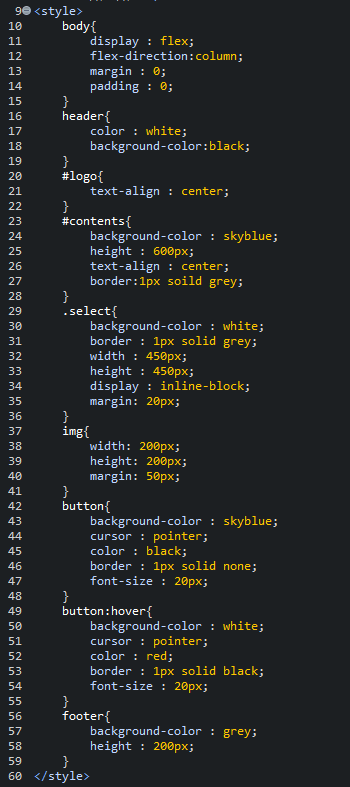 9 <style>
10 body{
11 display : flex;
12 flex-direction:column;
13 margin : 0;
14 padding : 0;
15 }
16 header{
17 color : white;
18 background-color:black;
19 }
20 #logo{
21 text-align : center;
22 }
23 #contents{
24 background-color : skyblue;
25 height : 600px;
26 text-align : center;
27 border:1px soild grey;
28 }
29 .select{
30 background-color : white;
31 border : 1px solid grey;
32 width : 450px;
33 height : 450px;
34 display : inline-block;
35 margin: 20px;
36 }
37 img{
38 width: 200px;
39 height: 200px;
40 margin: 50px;
41 }
42 button{
43 background-color : skyblue;
44 cursor : pointer;
45 color : black;
46 border : 1px solid none;
47 font-size : 20px;
48 }
49 button:hover{
50 background-color : white;
51 cursor : pointer;
52 color : red;
53 border : 1px solid black;
54 font-size : 20px;
55 }
56 footer{
57 background-color : grey;
58 height : 200px;
59 }
60 </style>